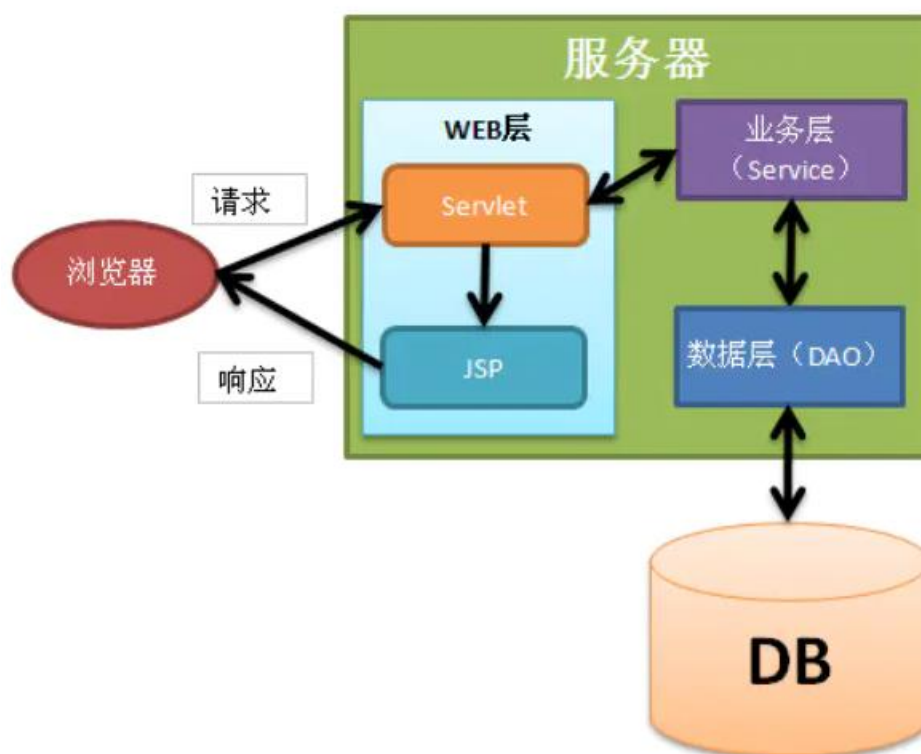 服务器
WEB层
业务层
（Service）
请求
Servlet
浏览器
响应
JSP
数据层（DAO）
DB